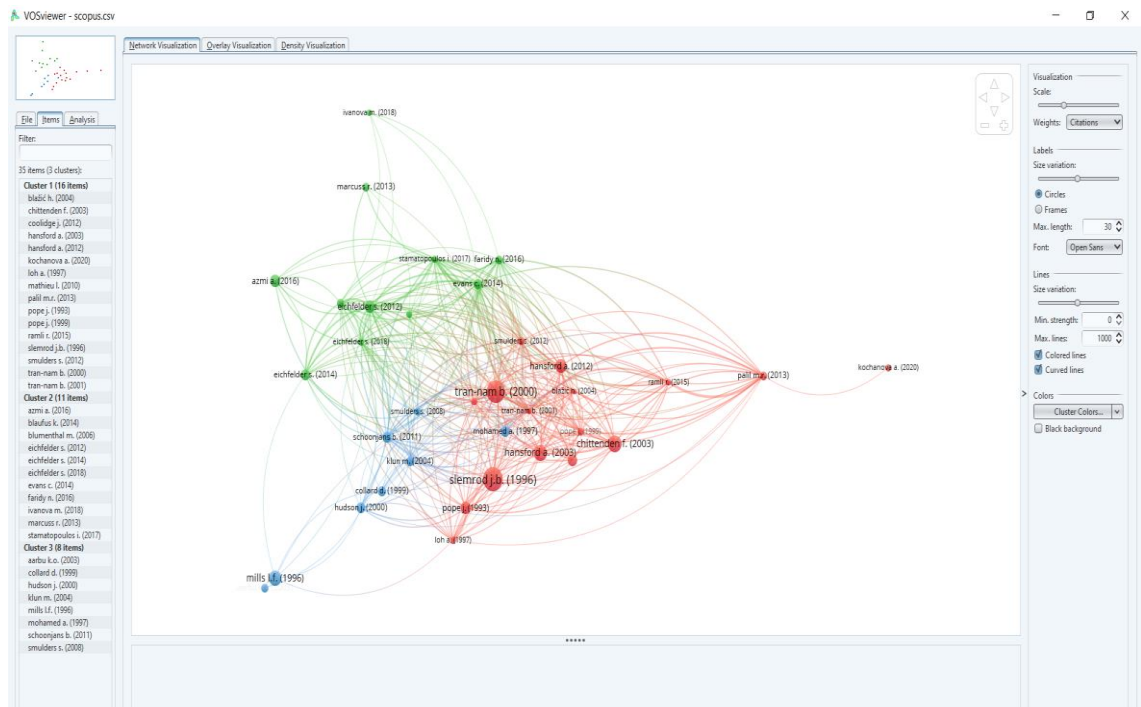 VOSviewer - scopus.csv
Network Visualization Overlay Visualization Density Visualization
File Items Analysis
Filter:
35 items (3 clusters):
Cluster 1 (16 items)
blažić h. (2004)
chittenden f. (2003)
coolidge j. (2012)
hansford a. (2003)
hansford a. (2012)
kochanova a. (2020)
loh a. (1997)
mathieu l. (2010)
palil m.r. (2013)
pope j. (1993)
pope j. (1999)
ramli r. (2015)
slemrod j.b. (1996)
smulders s. (2012)
tran-nam b. (2000)
tran-nam b. (2001)
Cluster 2 (11 items)
azmi a. (2016)
blaufus k. (2014)
blumenthal m. (2006)
eichfelder s. (2012)
eichfelder s. (2014)
eichfelder s. (2018)
evans c. (2014)
faridy n. (2016)
ivanova m. (2018)
marcuss r. (2013)
stamatopoulos i. (2017)
Cluster 3 (8 items)
aarbu k.o. (2003)
collard d. (1999)
hudson j. (2000)
klun m. (2004)
mills l.f. (1996)
mohamed a. (1997)
schoonjans b. (2011)
smulders s. (2008)
ivanova m. (2018)
marcuss r. (2013)
stamatopoulos i. (2017) faridy n. (2016)
azmi a. (2016)
evans c. (2014)
eichfelder s. (2012)
eichfelder s. (2018)
smulders s. (2012)
eichfelder s. (2014)
hansford a. (2012)
kochanova a. (2020)
palil m.r. (2013)
ramli r. (2015)
tran-nam b. (2000)
blažić h. (2004)
smulders s. (2008)
tran-nam b. (2001)
schoonjans b. (2011)
mohamed a. (1997)
pope j. (1999)
chittenden f. (2003)
hansford a. (2003)
klun m. (2004)
slemrod j.b. (1996)
collard d. (1999)
hudson j. (2000)
pope j. (1993)
loh a. (1997)
mills l.f. (1996)
Visualization
Scale:
Weights: Citations
Labels
Size variation:
Circles
Frames
Max. length: 30
Font: Open Sans
Lines
Size variation:
Min. strength: 0
Max. lines: 1000
Colored lines
Curved lines
Colors
Cluster Colors...
Black background